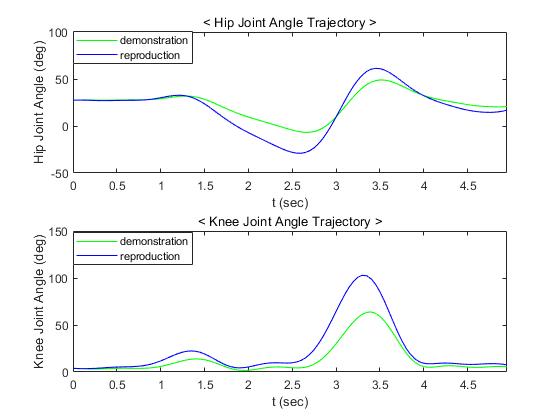 < Hip Joint Angle Trajectory >
100
50
0
-50
Hip Joint Angle (deg)
demonstration
reproduction
0 0.5 1 1.5 2 2.5 3 3.5 4 4.5
t (sec)
< Knee Joint Angle Trajectory >
150
100
50
0
Knee Joint Angle (deg)
demonstration
reproduction
0 0.5 1 1.5 2 2.5 3 3.5 4 4.5
t (sec)